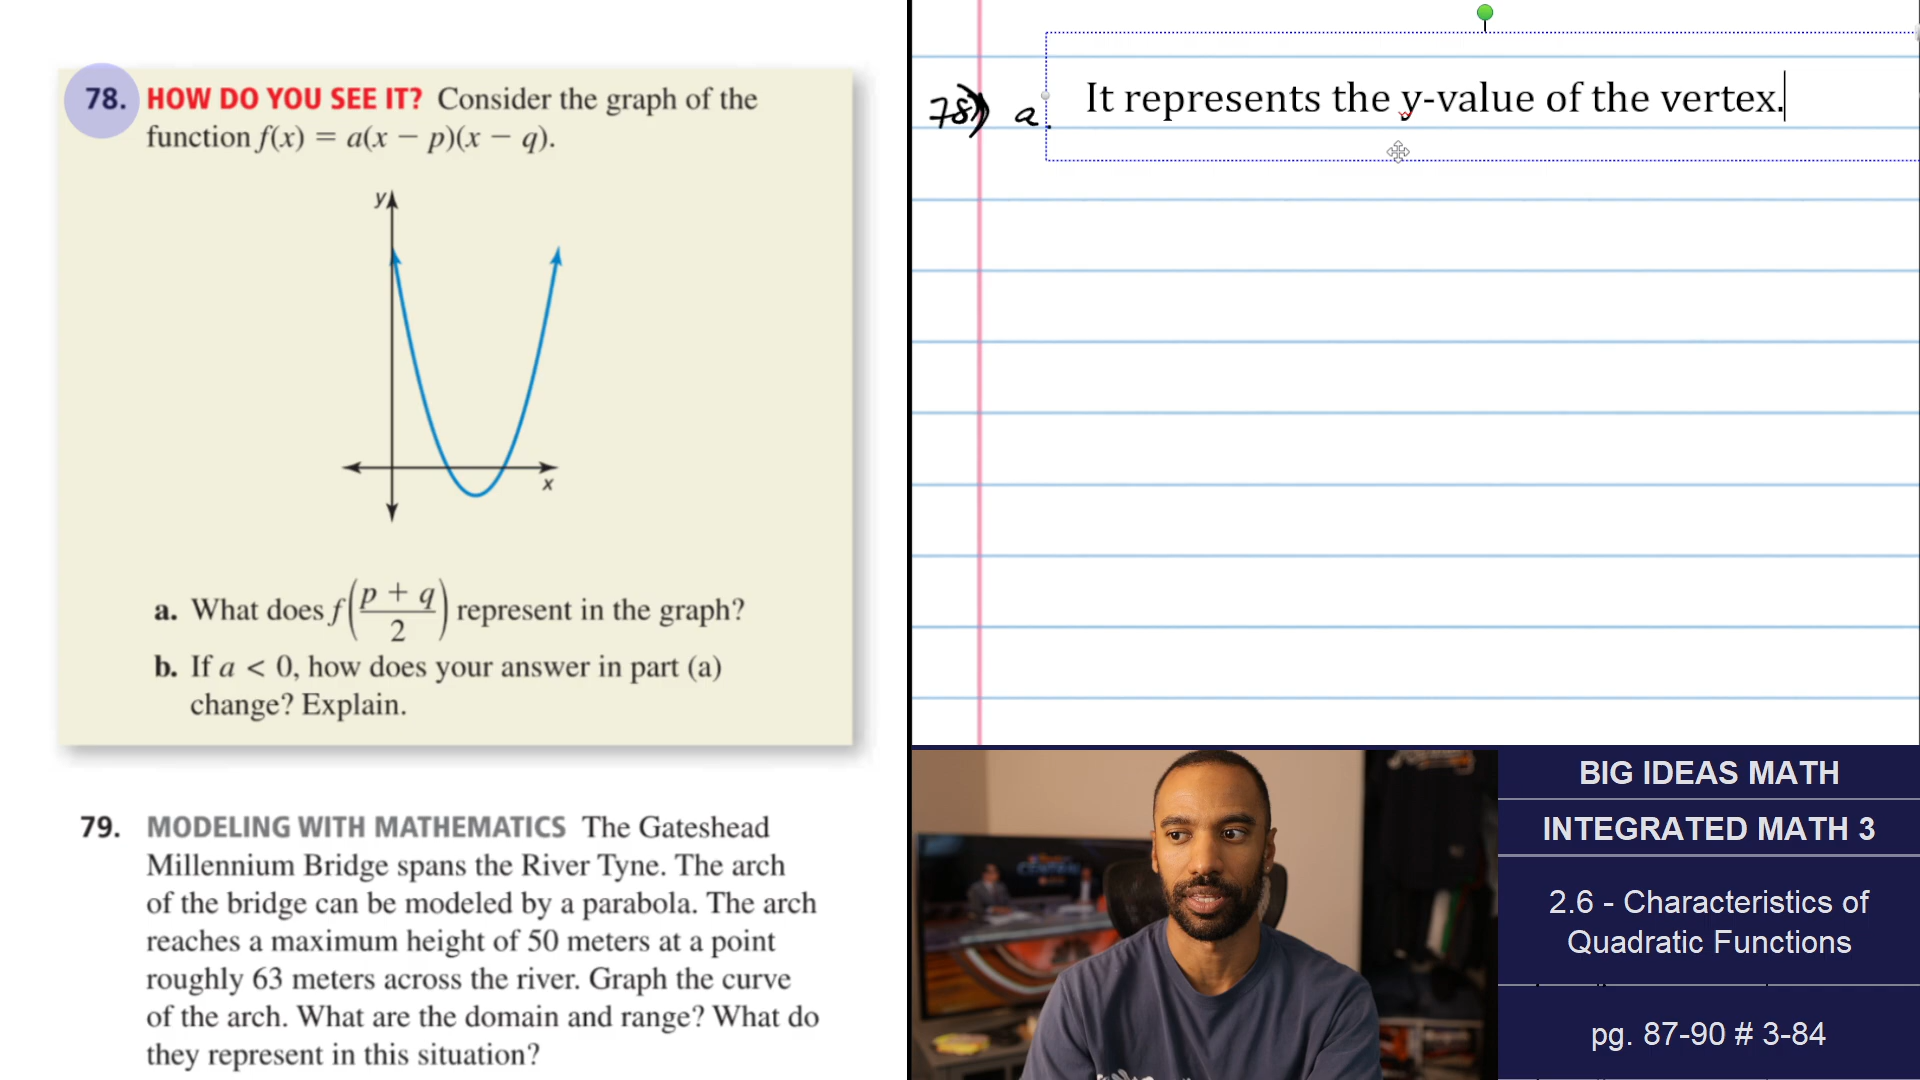 78. HOW DO YOU SEE IT? Consider the graph of the
function f(x) = a(x − p)(x − q).
y
x
a. What does f((p + q)/2) represent in the graph?
b. If a < 0, how does your answer in part (a)
change? Explain.
79. MODELING WITH MATHEMATICS The Gateshead
Millennium Bridge spans the River Tyne. The arch
of the bridge can be modeled by a parabola. The arch
reaches a maximum height of 50 meters at a point
roughly 63 meters across the river. Graph the curve
of the arch. What are the domain and range? What do
they represent in this situation?
78) a. It represents the y-value of the vertex.
BIG IDEAS MATH
INTEGRATED MATH 3
2.6 - Characteristics of
Quadratic Functions
pg. 87-90 # 3-84